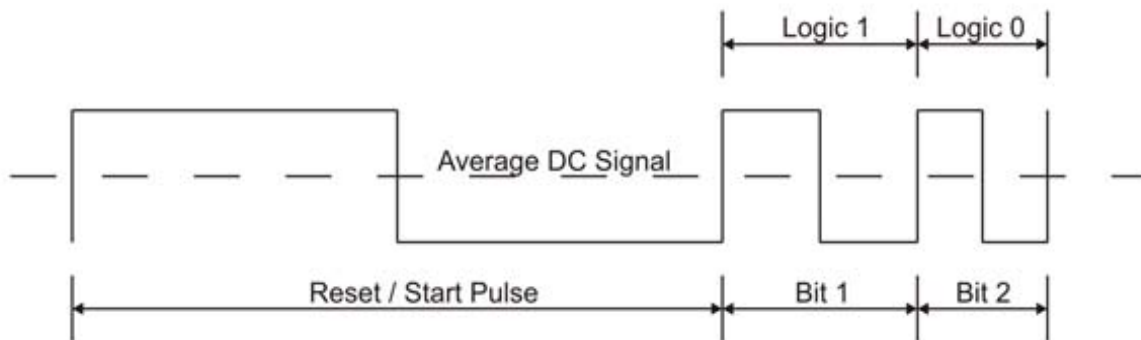 Logic 1 Logic 0
Average DC Signal
Reset / Start Pulse Bit 1 Bit 2